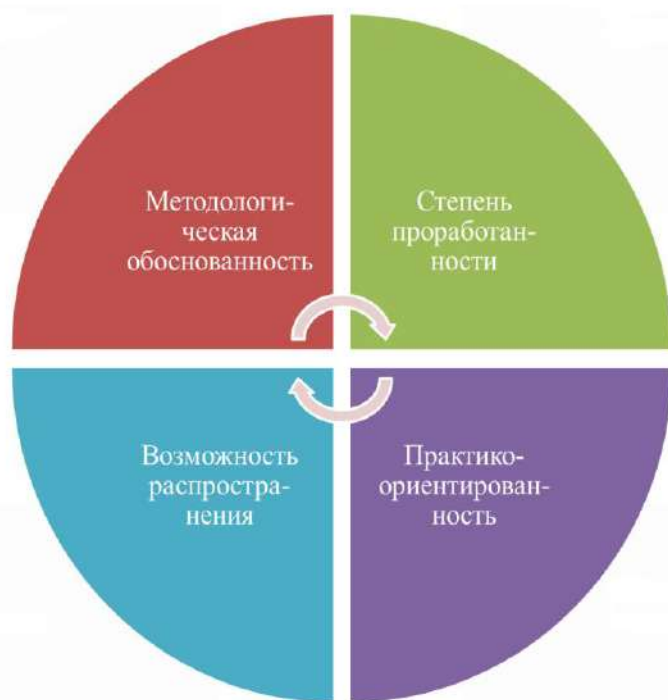 Методологи-
ческая
обоснованность
Степень
проработан-
ности
Возможность
распростра-
нения
Практико-
ориентирован-
ность